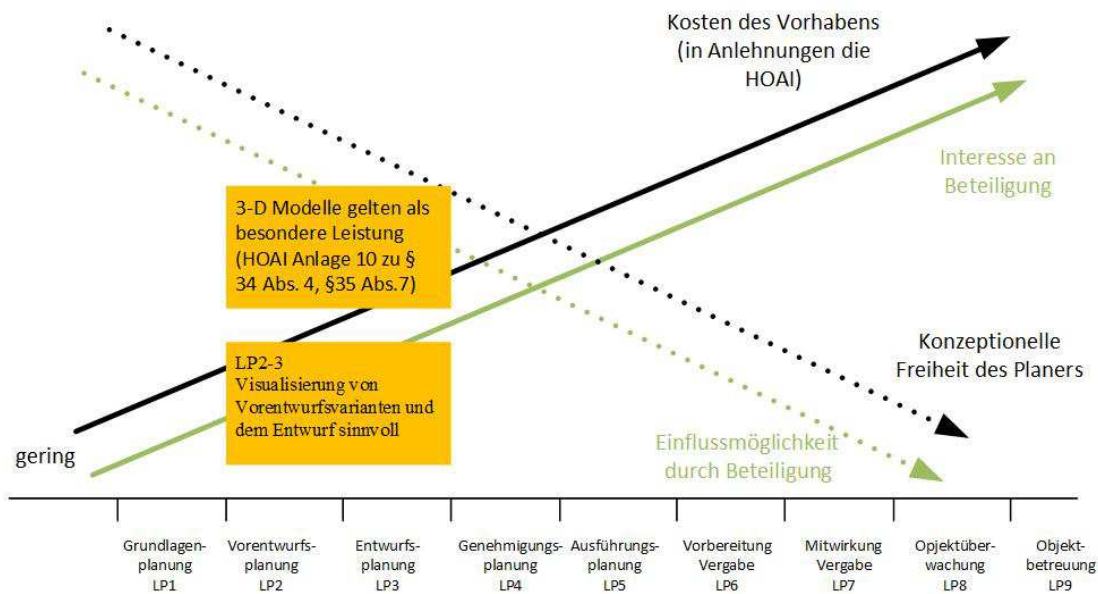 Kosten des Vorhabens
(in Anlehnungen die
HOAI)
Interesse an
Beteiligung
3-D Modelle gelten als
besondere Leistung
(HOAI Anlage 10 zu §
34 Abs. 4, §35 Abs.7)
LP2-3
Visualisierung von
Vorentwurfsvarianten und
dem Entwurf sinnvoll
Konzeptionelle
Freiheit des Planers
Einflussmöglichkeit
durch Beteiligung
gering
Grundlagen-
planung
LP1
Vorentwurfs-
planung
LP2
Entwurfs-
planung
LP3
Genehmigungs-
planung
LP4
Ausführungs-
planung
LP5
Vorbereitung
Vergabe
LP6
Mitwirkung
Vergabe
LP7
Opjektüber-
wachung
LP8
Objekt-
betreuung
LP9